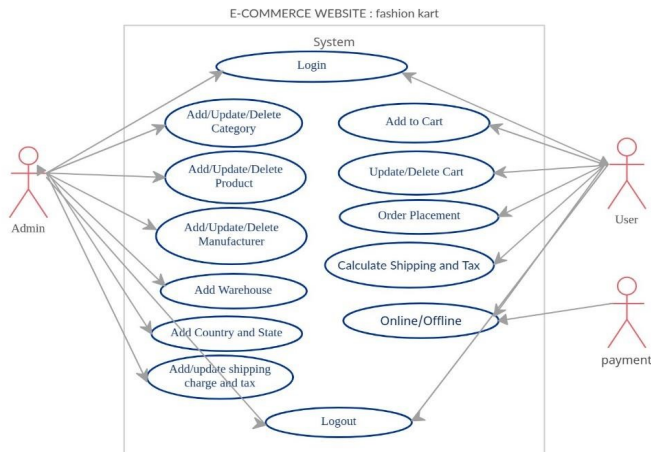 E-COMMERCE WEBSITE : fashion kart
System
Login
Add/Update/Delete
Category
Add to Cart
Add/Update/Delete
Product
Update/Delete Cart
Admin
User
Add/Update/Delete
Manufacturer
Order Placement
Calculate Shipping and Tax
Add Warehouse
Online/Offline
Add Country and State
payment
Add/update shipping
charge and tax
Logout